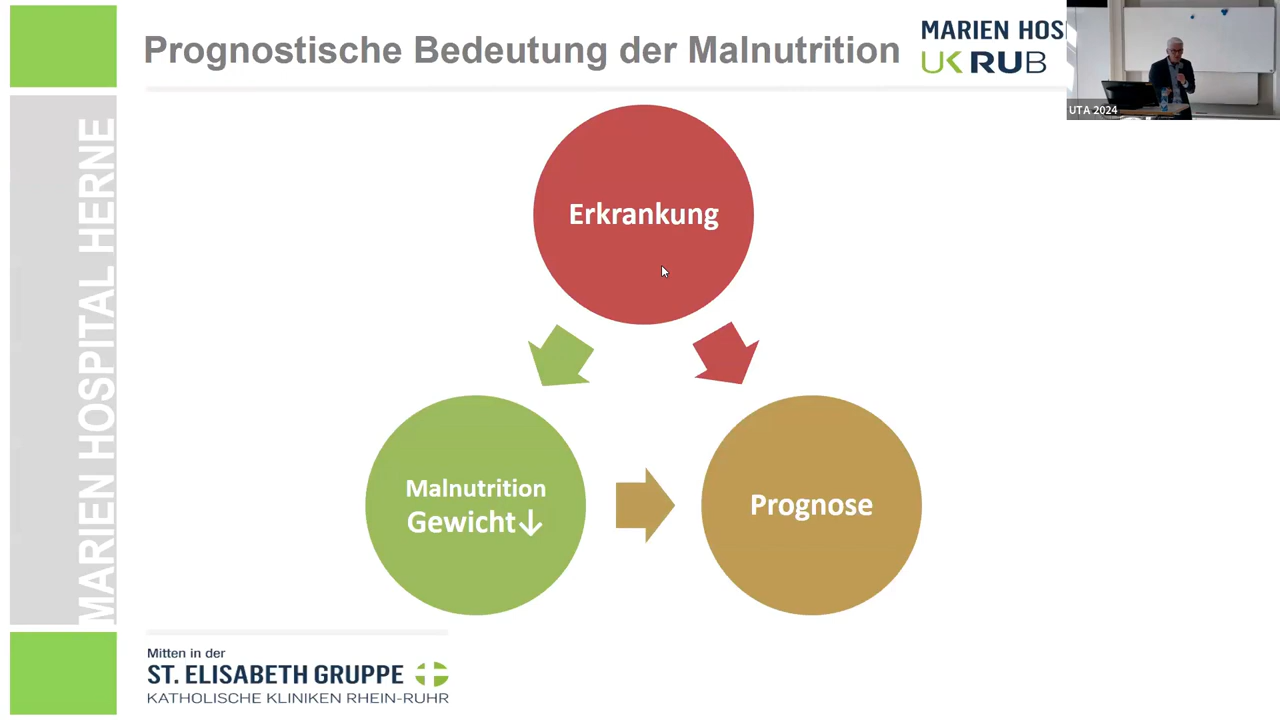 Prognostische Bedeutung der Malnutrition
MARIEN HOS
UK RUB
UTA 2024
MARIEN HOSPITAL HERNE
Erkrankung
Malnutrition
Gewicht↓
Prognose
Mitten in der
ST. ELISABETH GRUPPE
KATHOLISCHE KLINIKEN RHEIN-RUHR